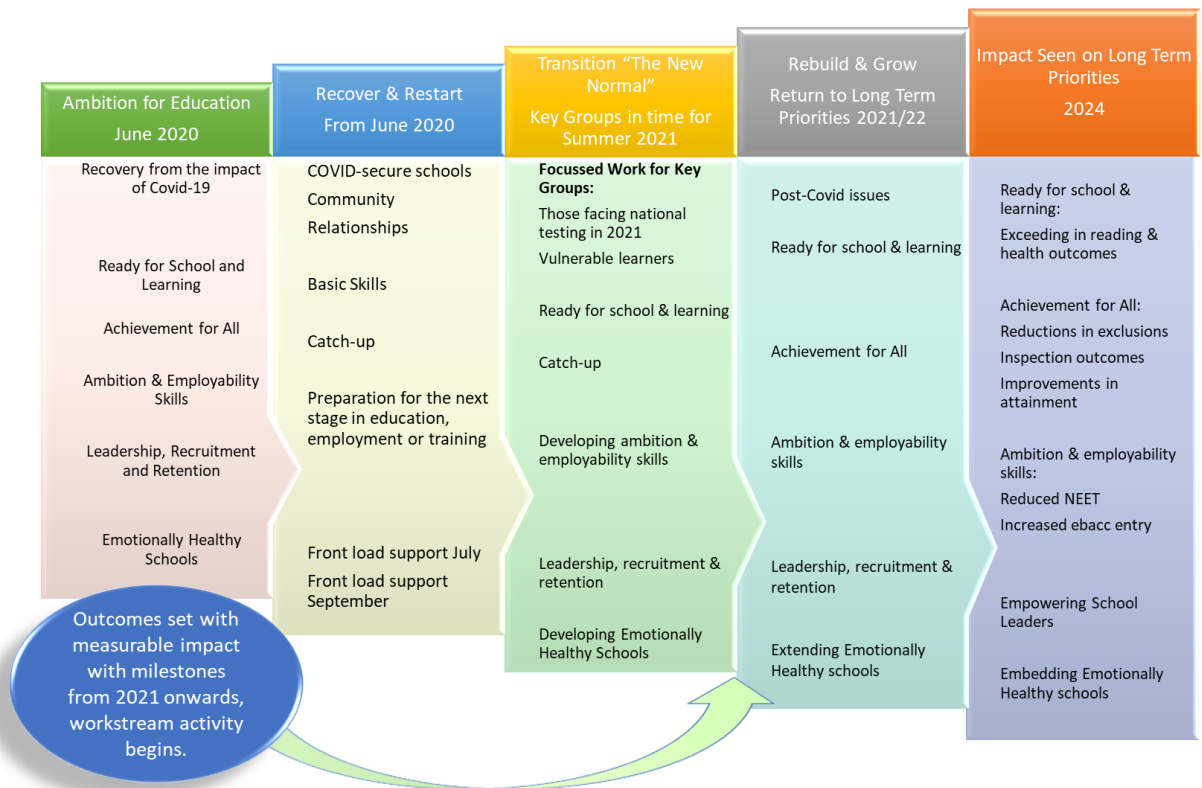 Ambition for Education
June 2020
Recovery from the impact
of Covid-19
Ready for School and
Learning
Achievement for All
Ambition & Employability
Skills
Leadership, Recruitment
and Retention
Emotionally Healthy
Schools
Recover & Restart
From June 2020
COVID-secure schools
Community
Relationships
Basic Skills
Catch-up
Preparation for the next
stage in education,
employment or training
Front load support July
Front load support
September
Transition “The New
Normal”
Key Groups in time for
Summer 2021
Focussed Work for Key
Groups:
Those facing national
testing in 2021
Vulnerable learners
Ready for school & learning
Catch-up
Developing ambition &
employability skills
Leadership, recruitment &
retention
Developing Emotionally
Healthy Schools
Rebuild & Grow
Return to Long Term
Priorities 2021/22
Post-Covid issues
Ready for school & learning
Achievement for All
Ambition & employability
skills
Leadership, recruitment &
retention
Extending Emotionally
Healthy schools
Impact Seen on Long Term
Priorities
2024
Ready for school &
learning:
Exceeding in reading &
health outcomes
Achievement for All:
Reductions in exclusions
Inspection outcomes
Improvements in
attainment
Ambition & employability
skills:
Reduced NEET
Increased ebacc entry
Empowering School
Leaders
Embedding Emotionally
Healthy schools
Outcomes set with
measurable impact
with milestones
from 2021 onwards,
workstream activity
begins.